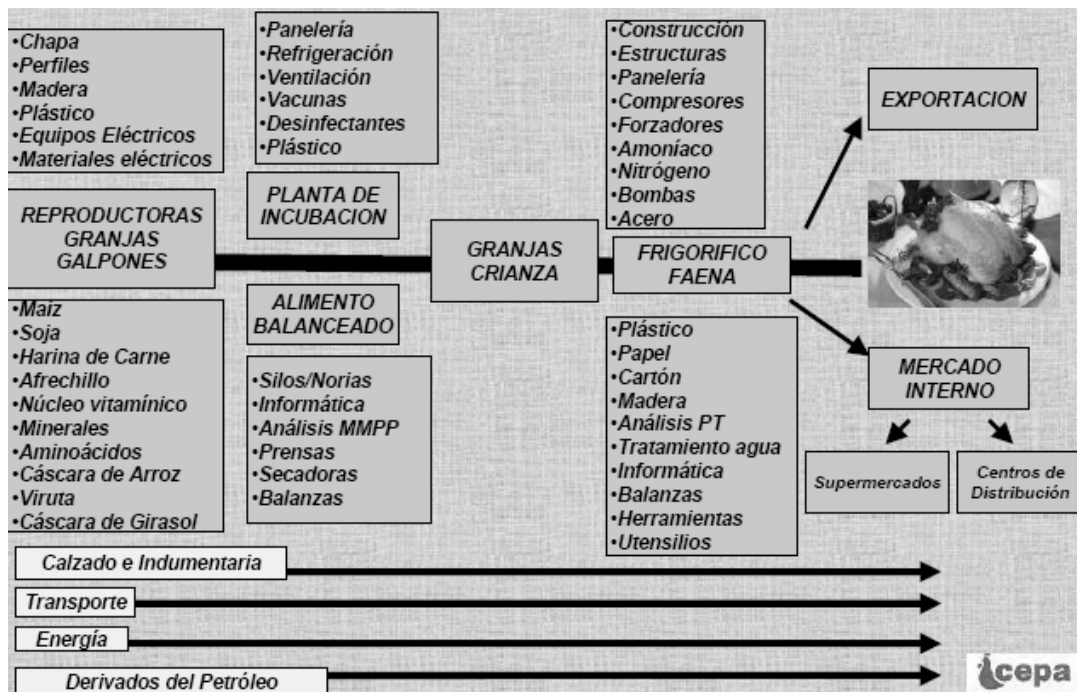 •Chapa
•Perfiles
•Madera
•Plástico
•Equipos Eléctricos
•Materiales eléctricos
•Panelería
•Refrigeración
•Ventilación
•Vacunas
•Desinfectantes
•Plástico
•Construcción
•Estructuras
•Panelería
•Compresores
•Forzadores
•Amoníaco
•Nitrógeno
•Bombas
•Acero
EXPORTACION
REPRODUCTORAS
GRANJAS
GALPONES
PLANTA DE
INCUBACION
ALIMENTO
BALANCEADO
GRANJAS
CRIANZA
FRIGORIFICO
FAENA
•Maiz
•Soja
•Harina de Carne
•Afrechillo
•Núcleo vitamínico
•Minerales
•Aminoácidos
•Cáscara de Arroz
•Viruta
•Cáscara de Girasol
•Silos/Norias
•Informática
•Análisis MMPP
•Prensas
•Secadoras
•Balanzas
•Plástico
•Papel
•Cartón
•Madera
•Análisis PT
•Tratamiento agua
•Informática
•Balanzas
•Herramientas
•Utensilios
MERCADO
INTERNO
Supermercados
Centros de
Distribución
Calzado e Indumentaria
Transporte
Energía
Derivados del Petróleo
cepa